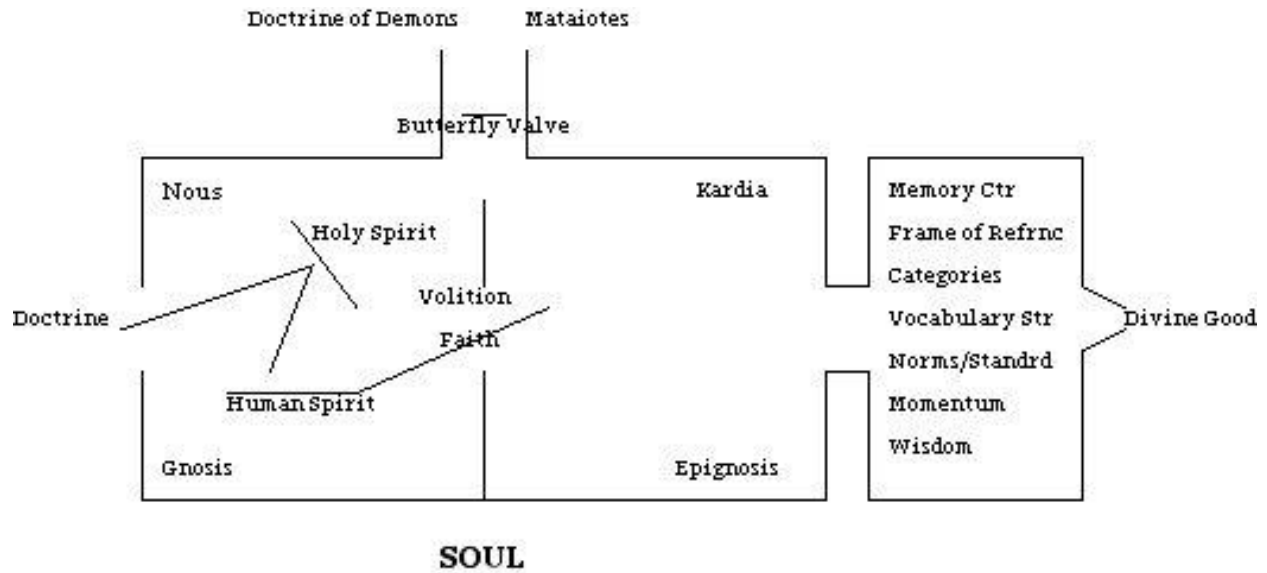 Doctrine of Demons
Mataiotes
Butterfly Valve
Nous
Kardia
Memory Ctr
Holy Spirit
Frame of Refrnc
Categories
Volition
Doctrine
Vocabulary Str
Divine Good
Faith
Norms/Standrd
Human Spirit
Momentum
Wisdom
Gnosis
Epignosis
SOUL